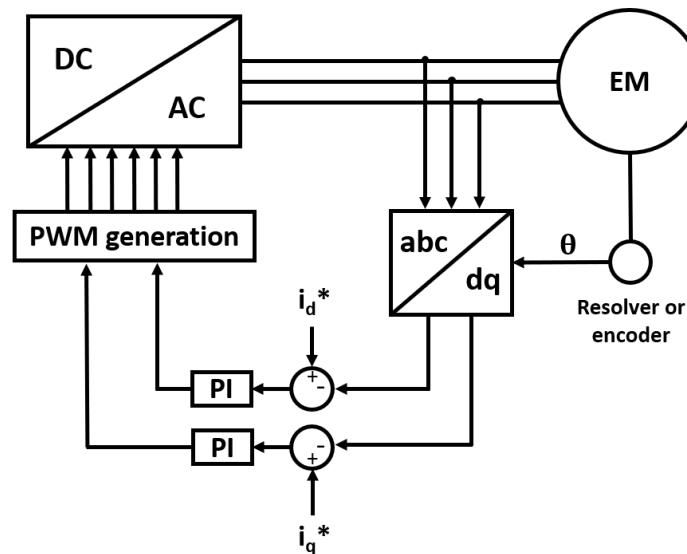 DC
AC
EM
PWM generation
abc
dq
θ
Resolver or
encoder
i_d*
+
-
PI
PI
-
+
i_q*